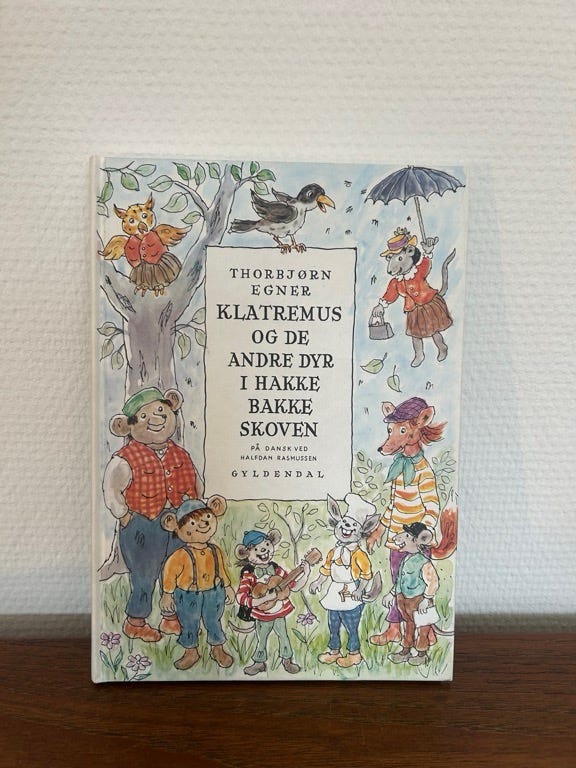 THORBJØRN
EGNER
KLATREMUS
OG DE
ANDRE DYR
I HAKKE
BAKKE
SKOVEN
PÅ DANSK VED
HALFDAN RASMUSSEN
GYLDENDAL